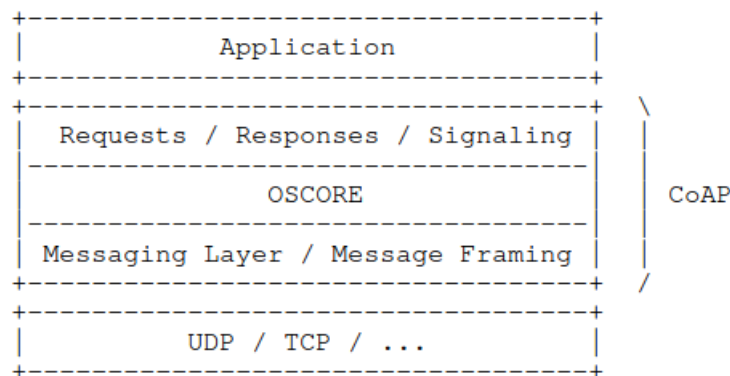 +-----------------------------------+
|            Application            |
+-----------------------------------+
+-----------------------------------+  \
|  Requests / Responses / Signaling |  |
|-----------------------------------|  |
|               OSCORE              |  | CoAP
|-----------------------------------|  |
| Messaging Layer / Message Framing |  |
+-----------------------------------+  /
+-----------------------------------+
|          UDP / TCP / ...          |
+-----------------------------------+